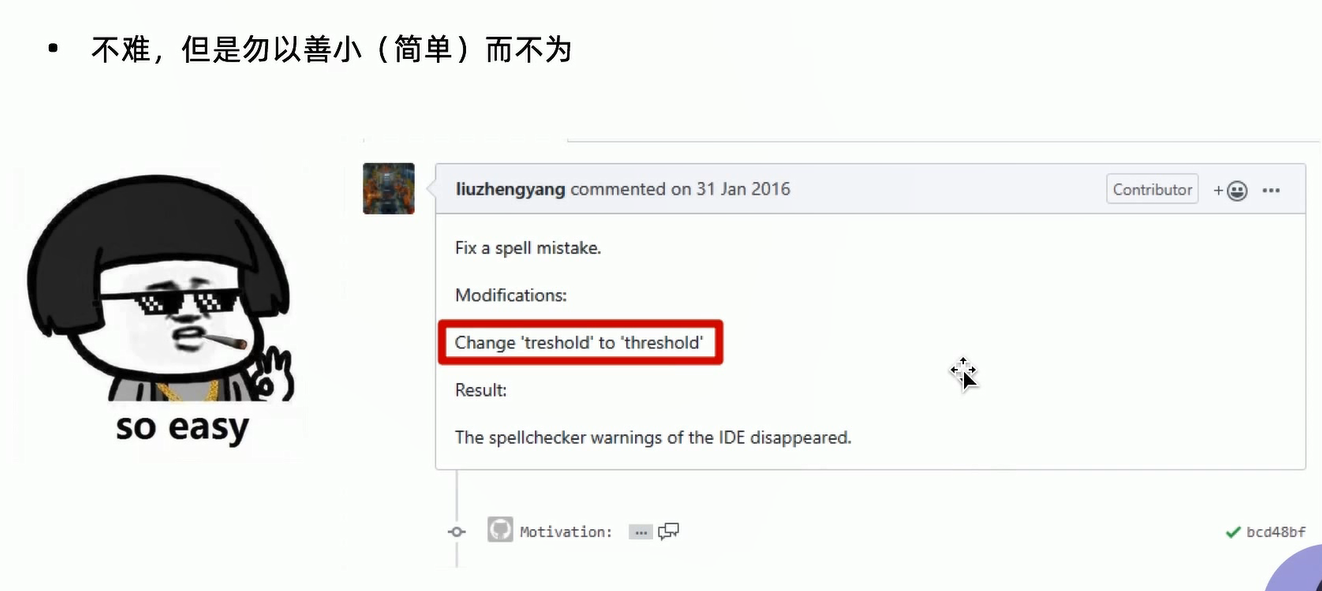 • 不难，但是勿以善小（简单）而不为
liuzhengyang commented on 31 Jan 2016 Contributor
Fix a spell mistake.
Modifications:
Change 'treshold' to 'threshold'
Result:
The spellchecker warnings of the IDE disappeared.
so easy
Motivation: bcd48bf